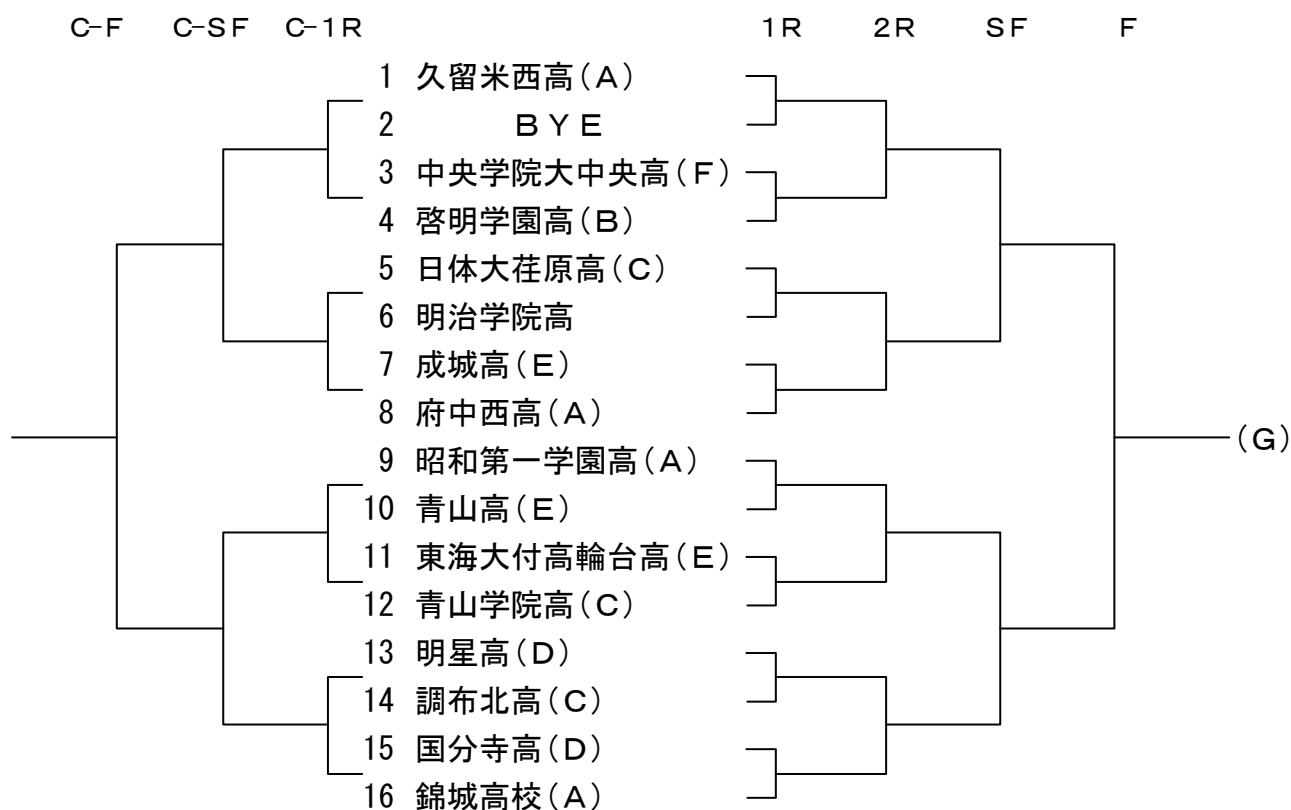 C-F C-SF C-1R 1R 2R SF F
1 久留米西高(A)
2 BYE
3 中央学院大中央高(F)
4 啓明学園高(B)
5 日体大荏原高(C)
6 明治学院高
7 成城高(E)
8 府中西高(A)
(G)
9 昭和第一学園高(A)
10 青山高(E)
11 東海大付高輪台高(E)
12 青山学院高(C)
13 明星高(D)
14 調布北高(C)
15 国分寺高(D)
16 錦城高校(A)